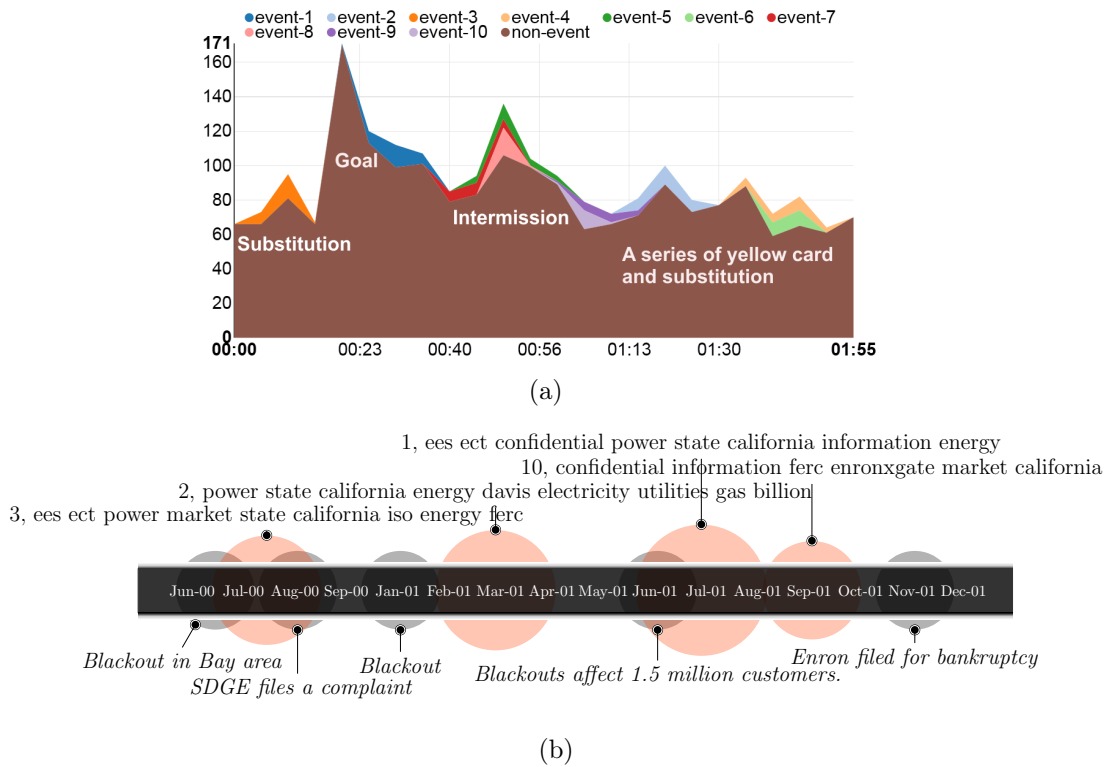 event-1 event-2 event-3 event-4 event-5 event-6 event-7
event-8 event-9 event-10 non-event
171
160
140
120
100
80
60
40
20
0
Goal
Intermission
Substitution
A series of yellow card
and substitution
00:00 00:23 00:40 00:56 01:13 01:30 01:55
(a)
1, ees ect confidential power state california information energy
10, confidential information ferc enronxgate market california
2, power state california energy davis electricity utilities gas billion
3, ees ect power market state california iso energy ferc
Jun-00 Jul-00 Aug-00 Sep-00 Jan-01 Feb-01 Mar-01 Apr-01 May-01 Jun-01 Jul-01 Aug-01 Sep-01 Oct-01 Nov-01 Dec-01
Blackout in Bay area
SDGE files a complaint
Blackout
Blackouts affect 1.5 million customers.
Enron filed for bankruptcy
(b)